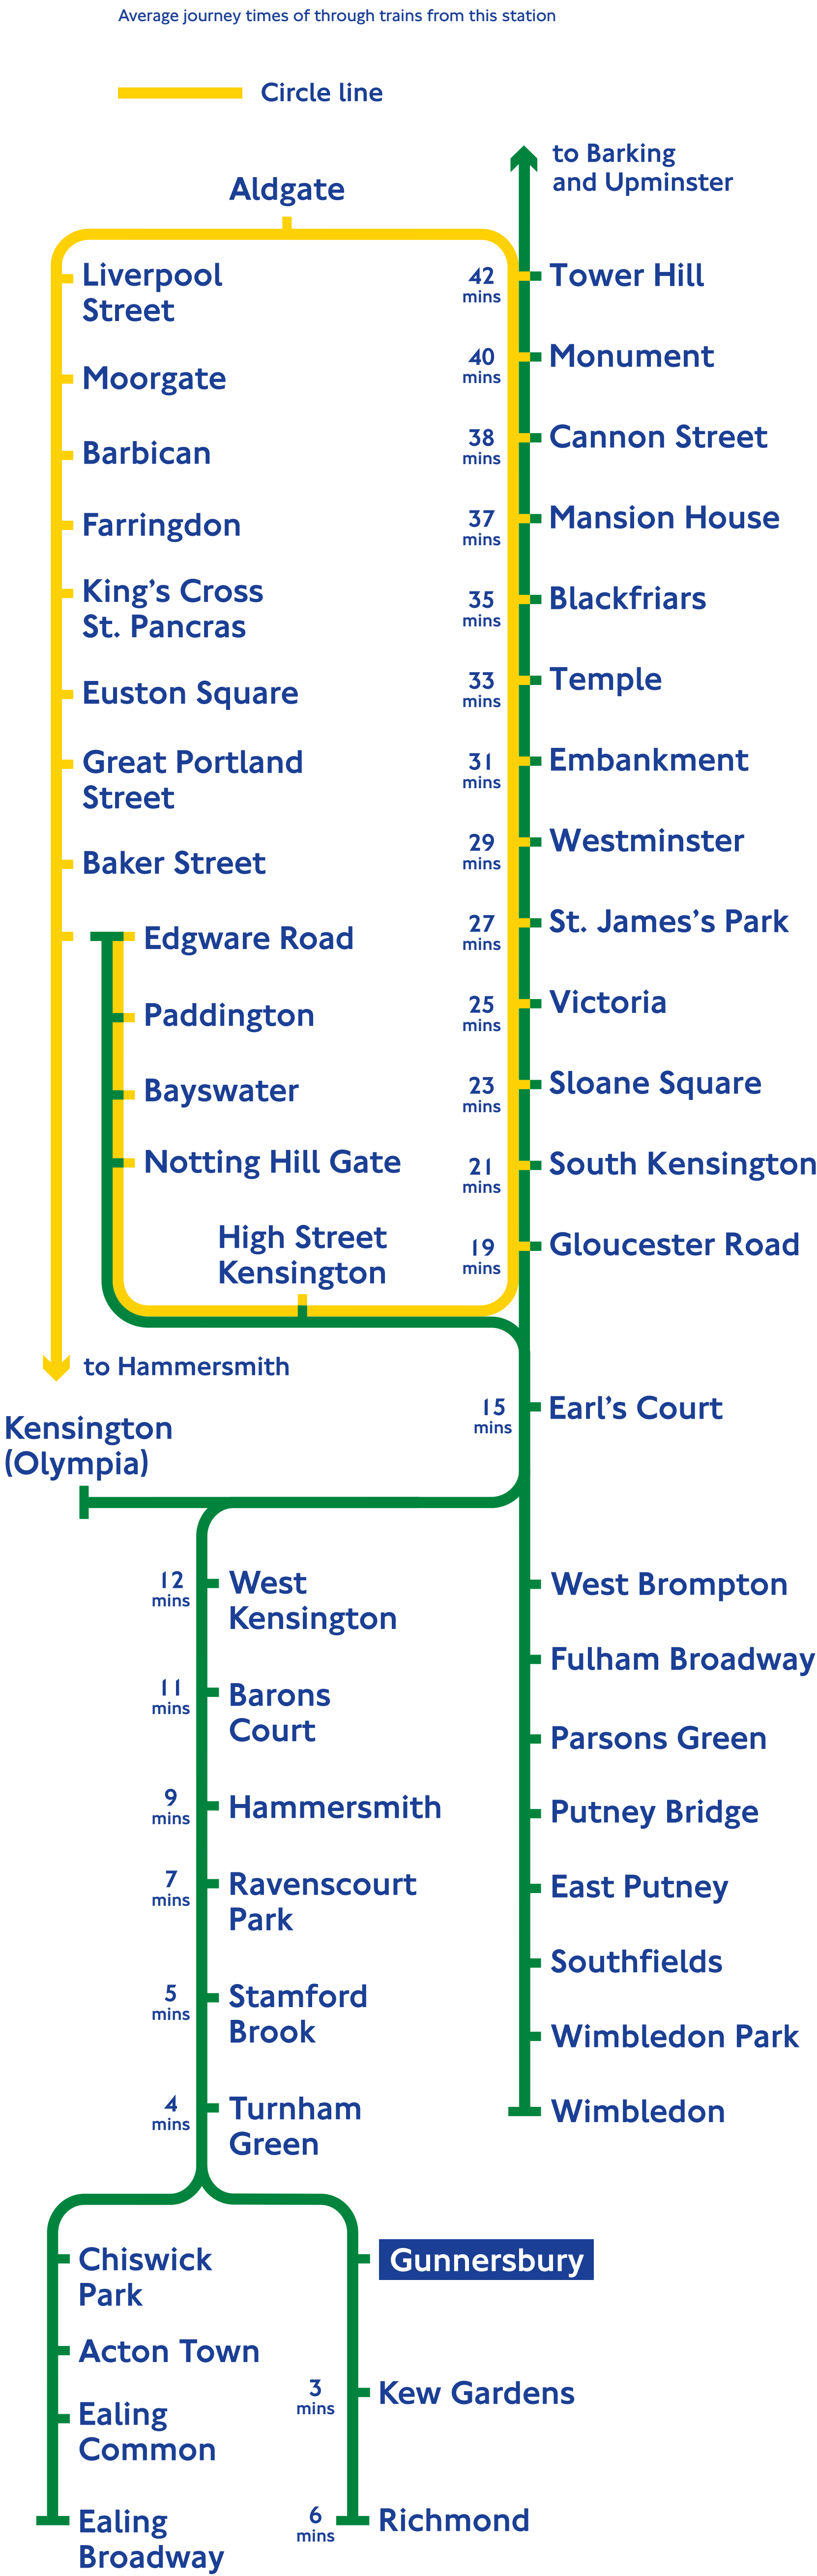 Average journey times of through trains from this station
Circle line
to Barking
and Upminster
Aldgate
Liverpool
Street
Moorgate
Barbican
Farringdon
King’s Cross
St. Pancras
Euston Square
Great Portland
Street
Baker Street
Edgware Road
Paddington
Bayswater
Notting Hill Gate
High Street
Kensington
to Hammersmith
42
mins
Tower Hill
40
mins
Monument
38
mins
Cannon Street
37
mins
Mansion House
35
mins
Blackfriars
33
mins
Temple
31
mins
Embankment
29
mins
Westminster
27
mins
St. James’s Park
25
mins
Victoria
23
mins
Sloane Square
21
mins
South Kensington
19
mins
Gloucester Road
15
mins
Earl’s Court
Kensington
(Olympia)
12
mins
West
Kensington
11
mins
Barons
Court
9
mins
Hammersmith
7
mins
Ravenscourt
Park
5
mins
Stamford
Brook
4
mins
Turnham
Green
West Brompton
Fulham Broadway
Parsons Green
Putney Bridge
East Putney
Southfields
Wimbledon Park
Wimbledon
Chiswick
Park
Acton Town
Ealing
Common
Ealing
Broadway
Gunnersbury
3
mins
Kew Gardens
6
mins
Richmond